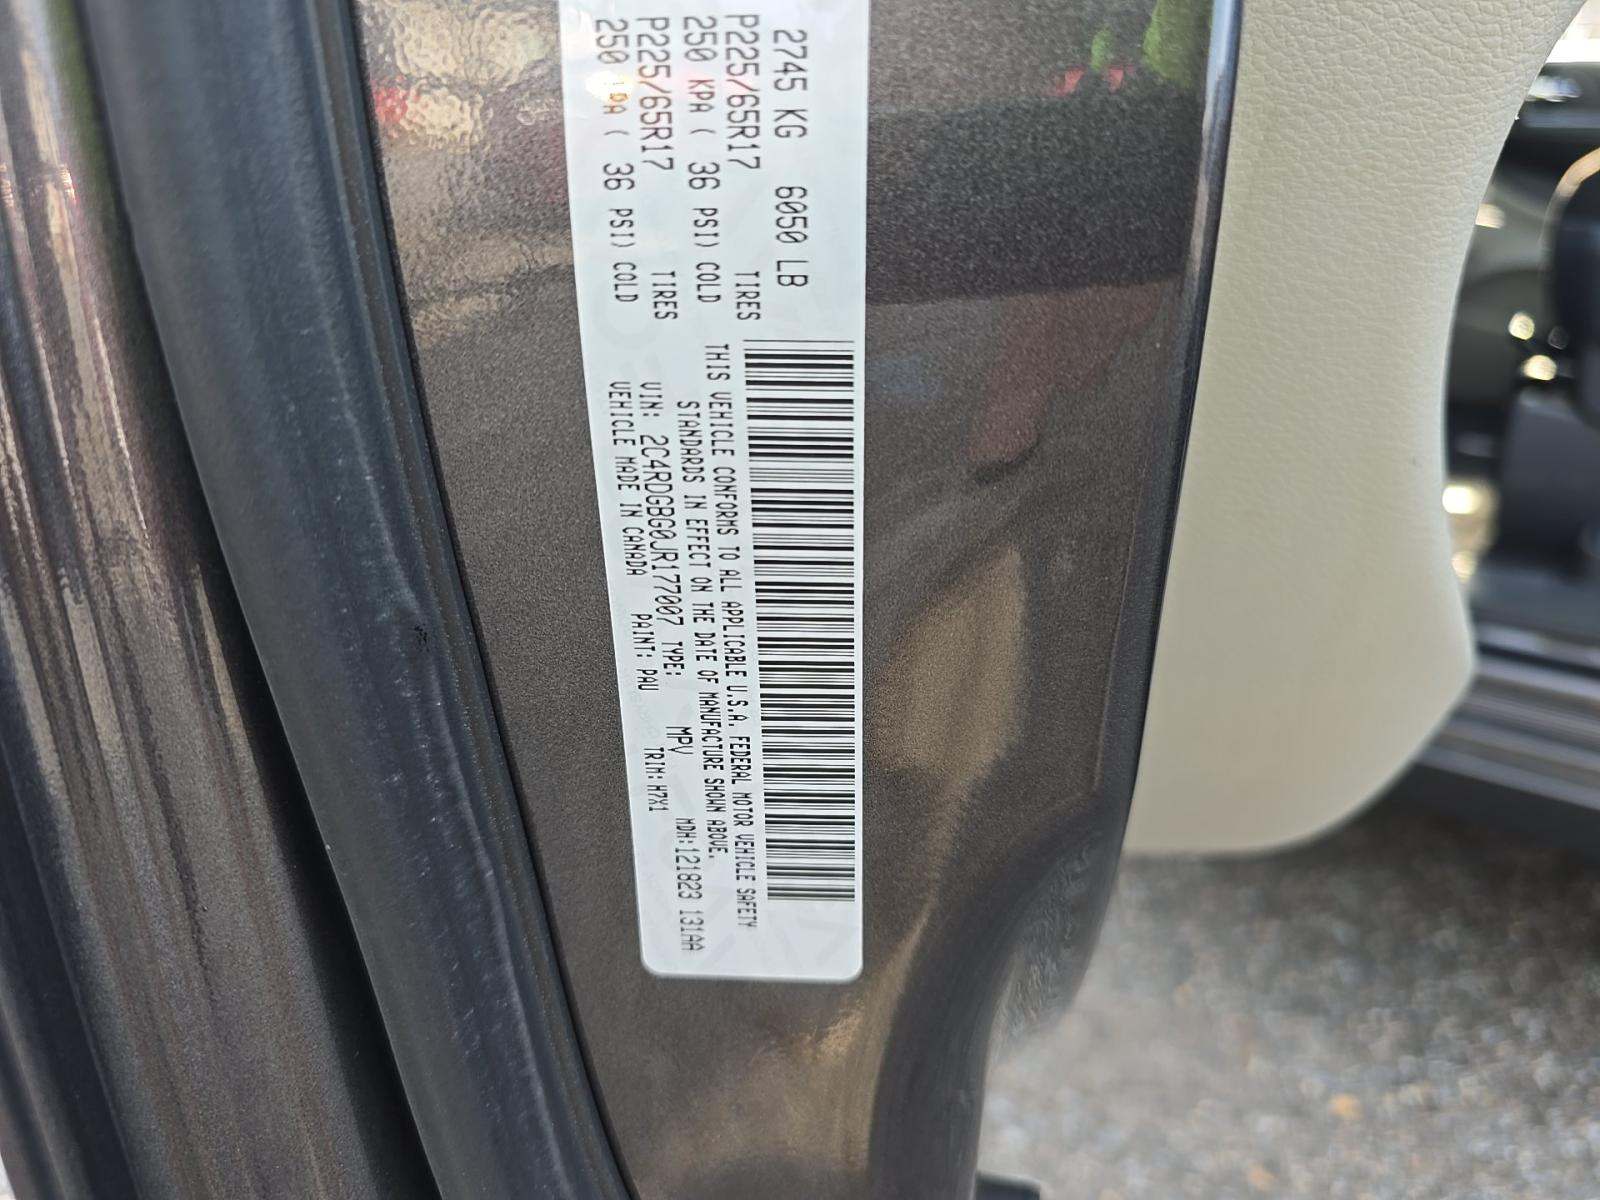 2745 KG 6050 LB
P225/65R17 TIRES
250 KPA ( 36 PSI) COLD
P225/65R17 TIRES
250 KPA ( 36 PSI) COLD
THIS VEHICLE CONFORMS TO ALL APPLICABLE U.S.A. FEDERAL MOTOR VEHICLE SAFETY
STANDARDS IN EFFECT ON THE DATE OF MANUFACTURE SHOWN ABOVE.
VIN: 2C4RDGBG0JR177007 TYPE: MPV MDH:121823 131AA
VEHICLE MADE IN CANADA PAINT: PAU TRIM: H7X1